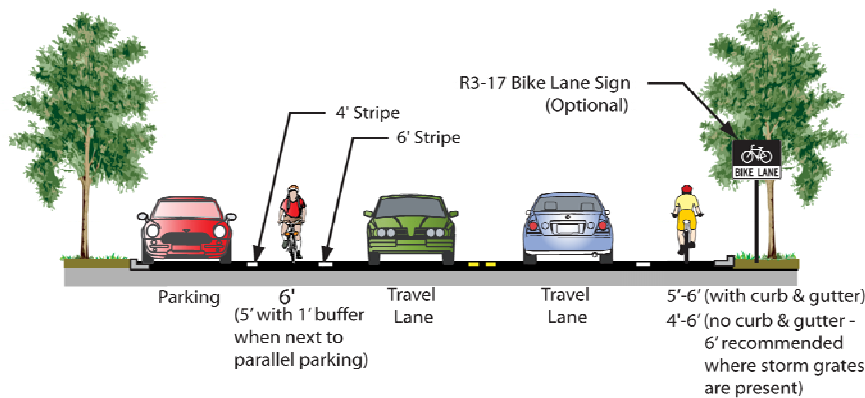 R3-17 Bike Lane Sign
(Optional)
4' Stripe
6' Stripe
BIKE LANE
Parking
6'
(5' with 1' buffer
when next to
parallel parking)
Travel
Lane
Travel
Lane
5'-6' (with curb & gutter)
4'-6' (no curb & gutter -
6' recommended
where storm grates
are present)